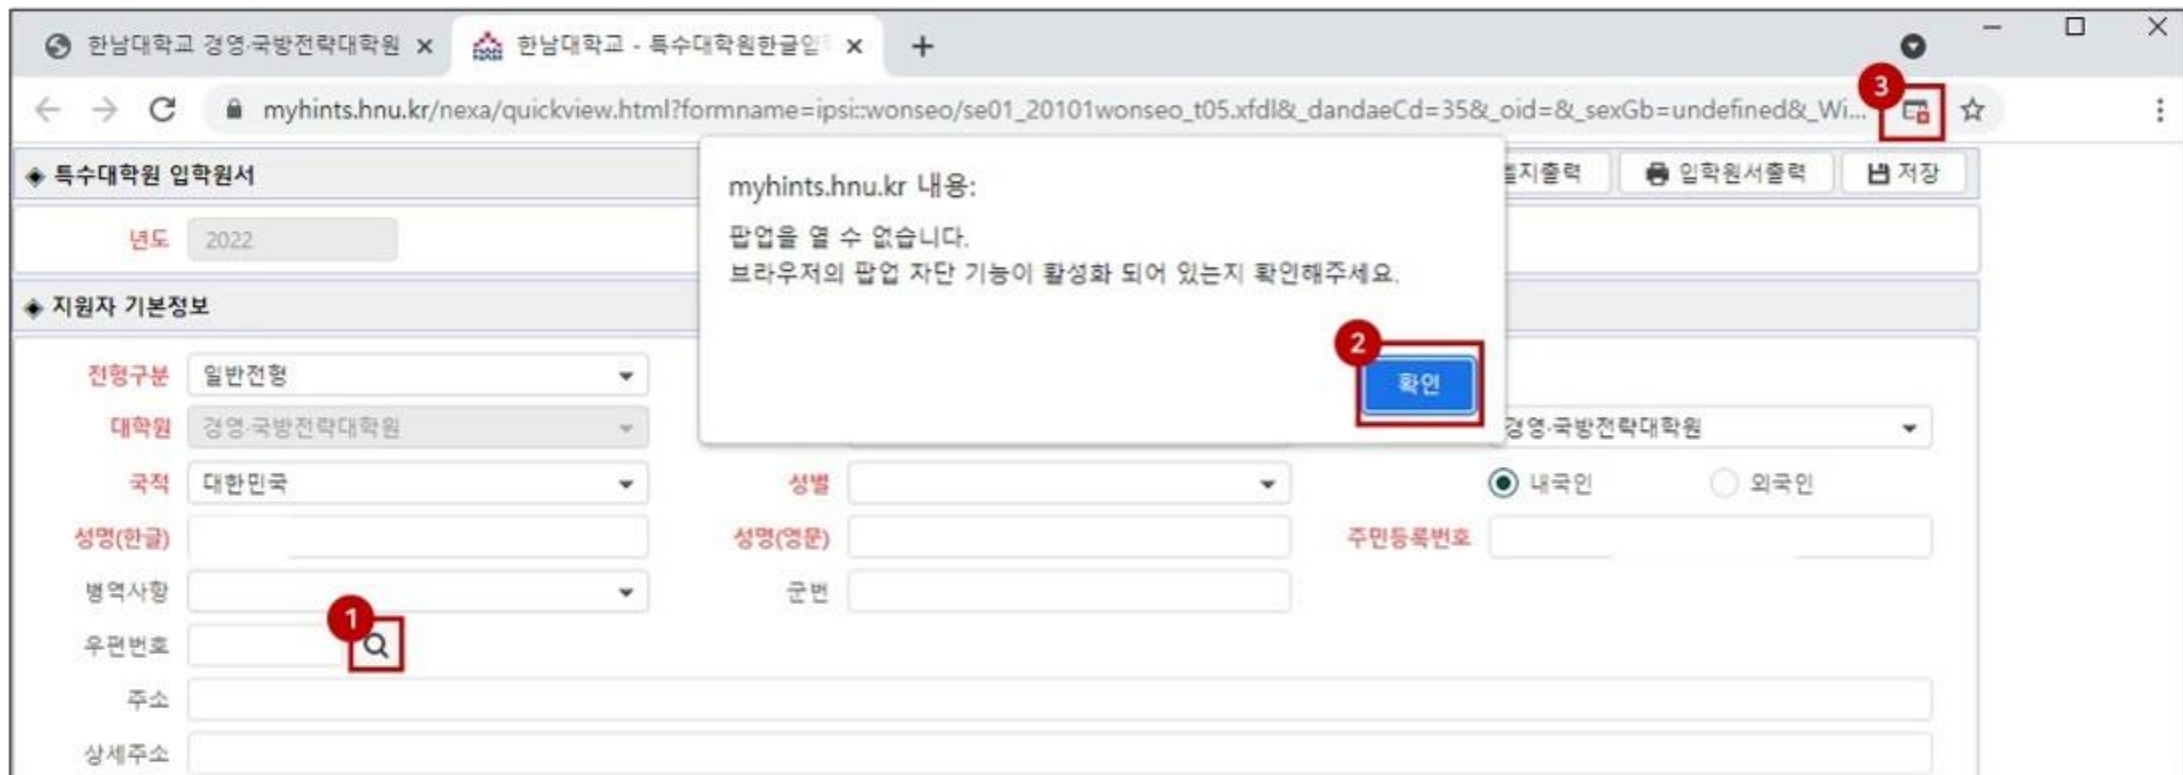 한남대학교 경영·국방전략대학원
한남대학교 - 특수대학원한글입
myhints.hnu.kr/nexa/quickview.html?formname=ipsi::wonseo/se01_20101wonseo_t05.xfdl&_dandaeCd=35&_oid=&_sexGb=undefined&_Wi...
3
특수대학원 입학원서
지출력
입학원서출력
저장
년도 2022
myhints.hnu.kr 내용:
팝업을 열 수 없습니다.
브라우저의 팝업 차단 기능이 활성화 되어 있는지 확인해주세요.
2
확인
지원자 기본정보
전형구분 일반전형
대학원 경영·국방전략대학원 경영·국방전략대학원
국적 대한민국 성별 내국인 외국인
성명(한글) 성명(영문) 주민등록번호
병역사항 군번
1
우편번호
주소
상세주소